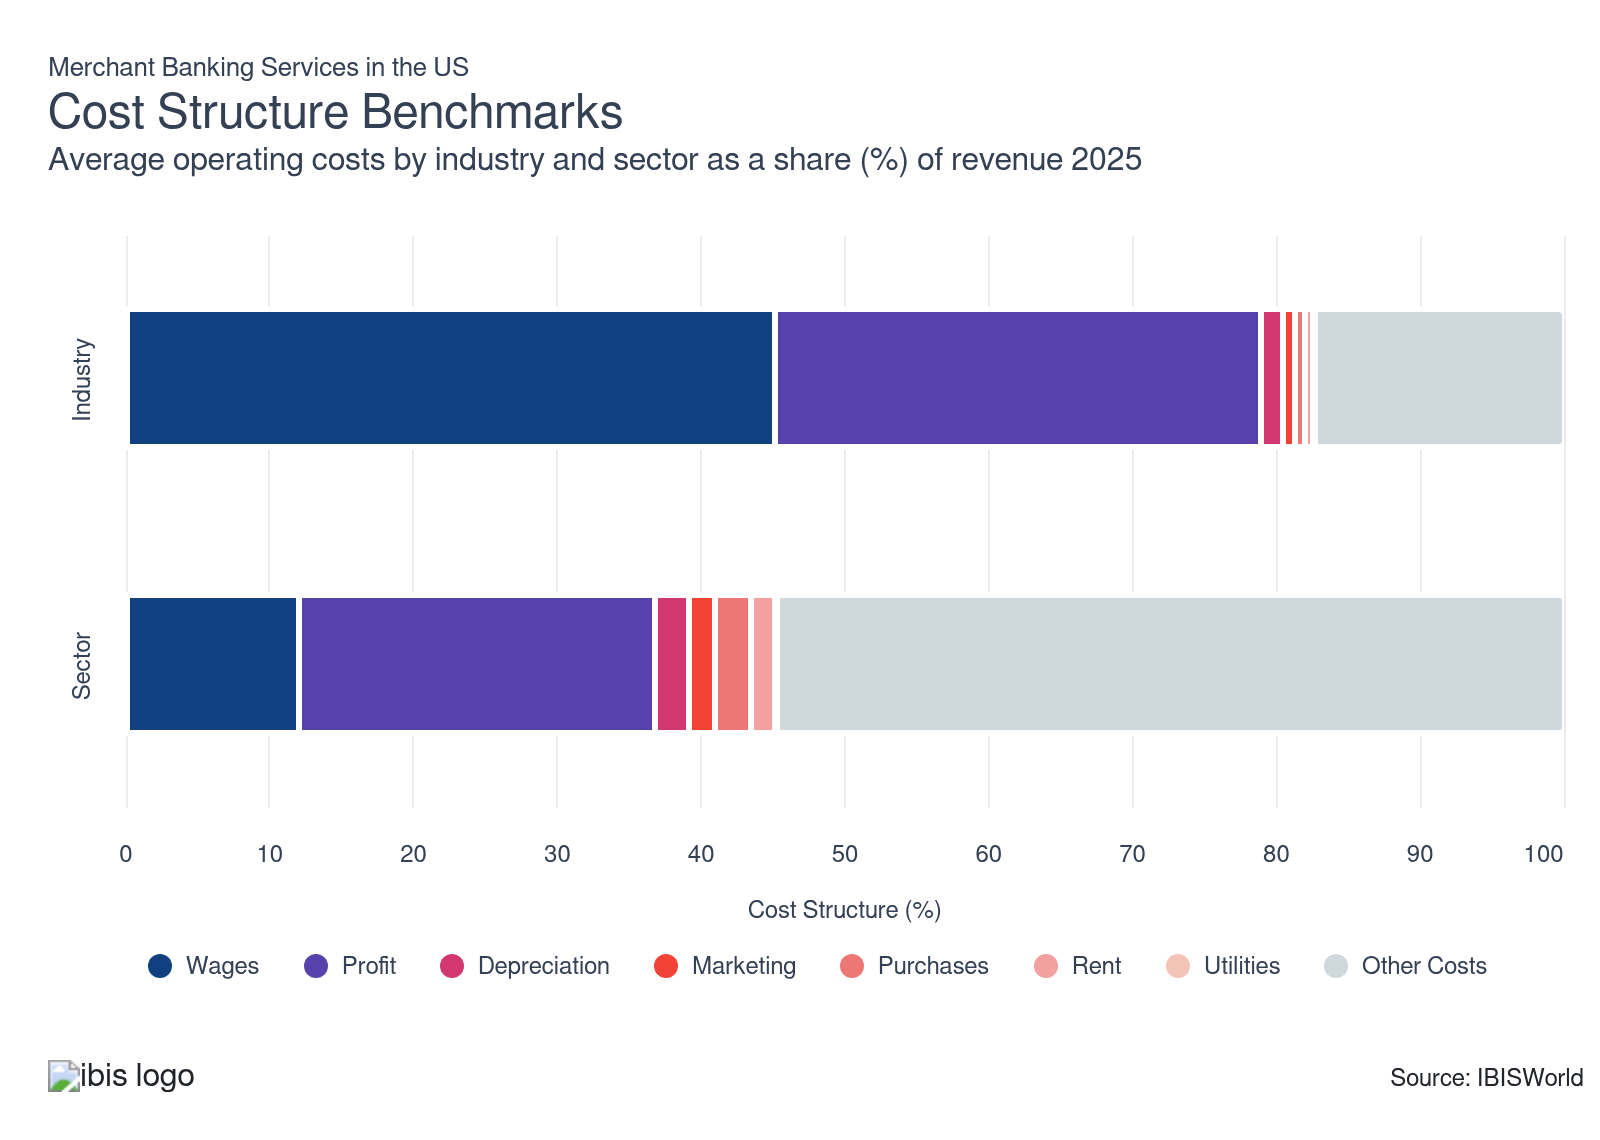 Merchant Banking Services in the US
Cost Structure Benchmarks
Average operating costs by industry and sector as a share (%) of revenue 2025
Industry
Sector
0 10 20 30 40 50 60 70 80 90 100
Cost Structure (%)
Wages Profit Depreciation Marketing Purchases Rent Utilities Other Costs
ibis logo
Source: IBISWorld